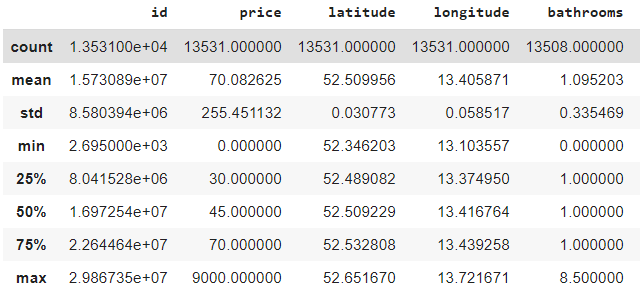 id price latitude longitude bathrooms
count 1.353100e+04 13531.000000 13531.000000 13531.000000 13508.000000
mean 1.573089e+07 70.082625 52.509956 13.405871 1.095203
std 8.580394e+06 255.451132 0.030773 0.058517 0.335469
min 2.695000e+03 0.000000 52.346203 13.103557 0.000000
25% 8.041528e+06 30.000000 52.489082 13.374950 1.000000
50% 1.697254e+07 45.000000 52.509229 13.416764 1.000000
75% 2.264464e+07 70.000000 52.532808 13.439258 1.000000
max 2.986735e+07 9000.000000 52.651670 13.721671 8.500000